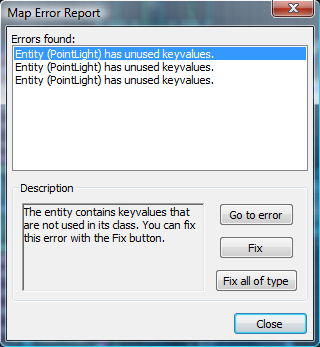 Map Error Report
Errors found:
Entity (PointLight) has unused keyvalues.
Entity (PointLight) has unused keyvalues.
Entity (PointLight) has unused keyvalues.
Description
The entity contains keyvalues that
are not used in its class. You can fix
this error with the Fix button.
Go to error
Fix
Fix all of type
Close